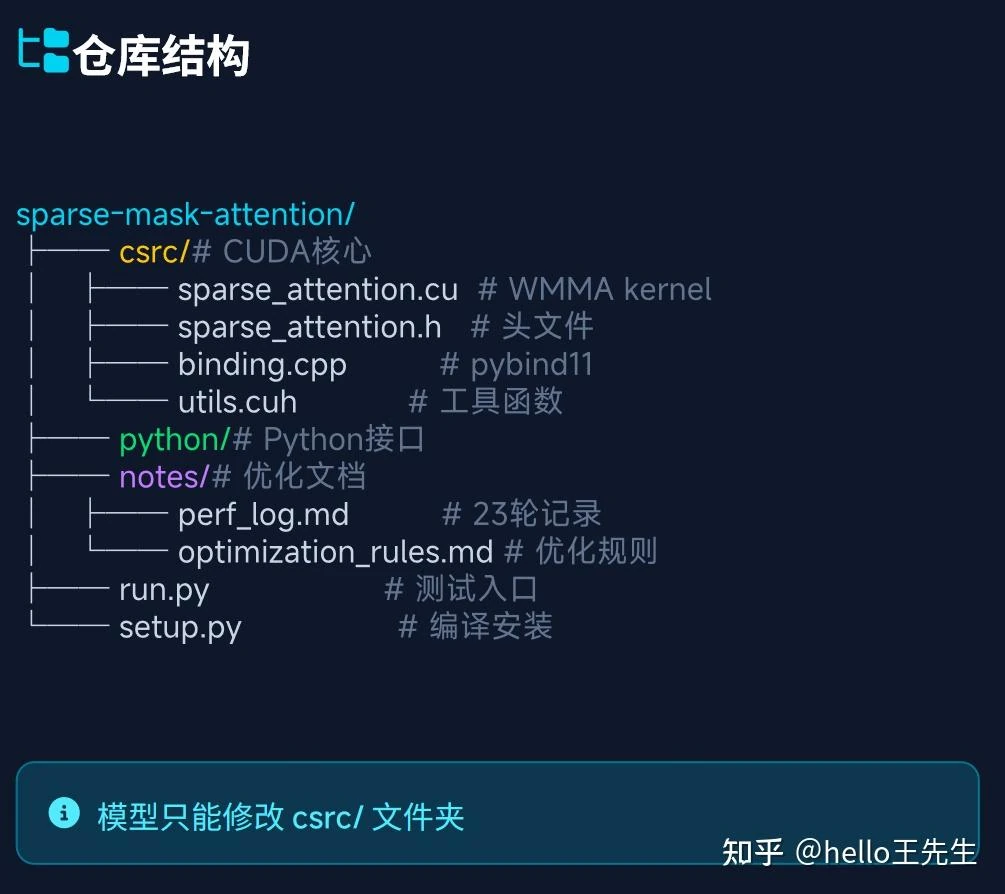 仓库结构
sparse-mask-attention/
├── csrc/# CUDA核心
│   ├── sparse_attention.cu # WMMA kernel
│   ├── sparse_attention.h # 头文件
│   ├── binding.cpp # pybind11
│   └── utils.cuh # 工具函数
├── python/# Python接口
├── notes/# 优化文档
│   ├── perf_log.md # 23轮记录
│   └── optimization_rules.md # 优化规则
├── run.py # 测试入口
└── setup.py # 编译安装
模型只能修改 csrc/ 文件夹
知乎 @hello王先生